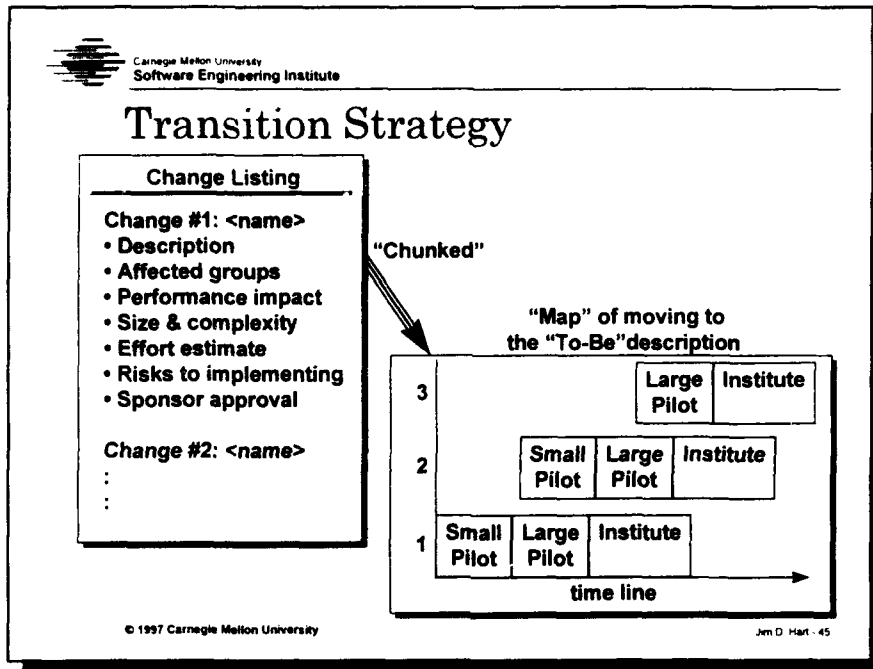 Carnegie Mellon University
Software Engineering Institute
Transition Strategy
Change Listing
Change #1: <name>
• Description
• Affected groups
• Performance impact
• Size & complexity
• Effort estimate
• Risks to implementing
• Sponsor approval
Change #2: <name>
:
:
"Chunked"
"Map" of moving to
the "To-Be"description
3
Large
Pilot
Institute
2
Small
Pilot
Large
Pilot
Institute
1
Small
Pilot
Large
Pilot
Institute
time line
© 1997 Carnegie Mellon University
Jim D. Hart - 45